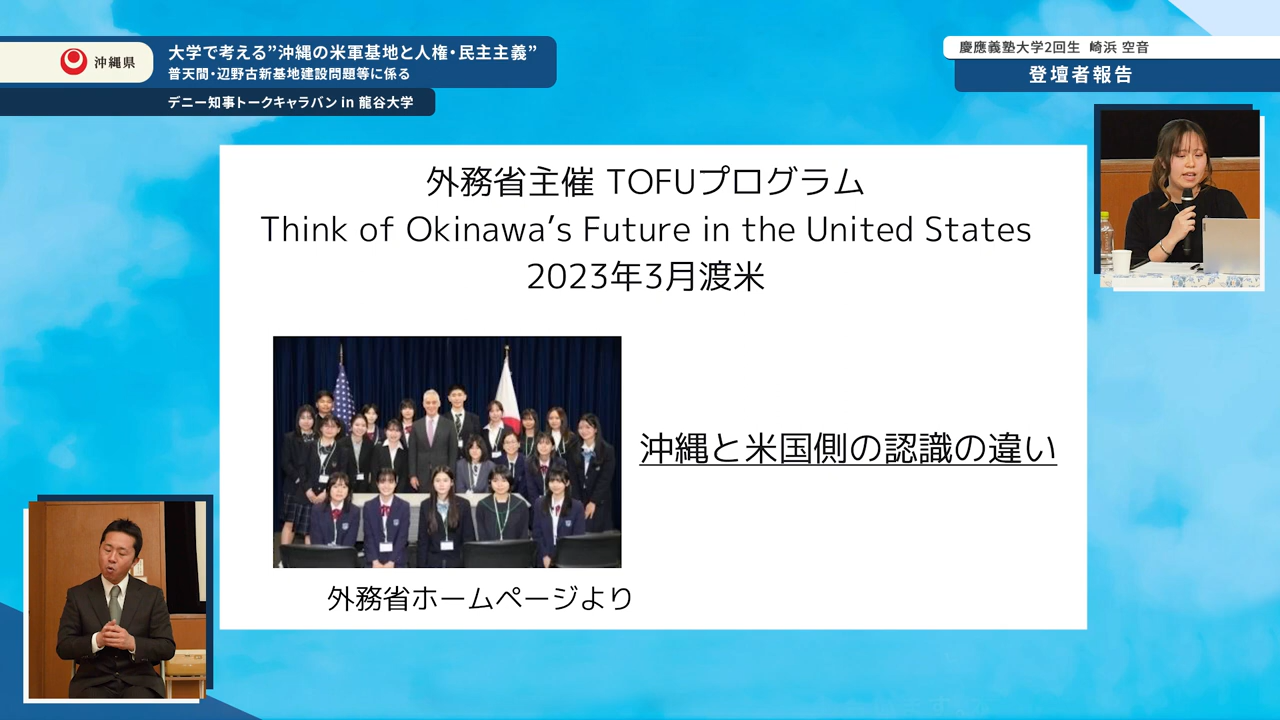 沖縄県
大学で考える”沖縄の米軍基地と人権・民主主義”
普天間・辺野古新基地建設問題等に係る
デニー知事トークキャラバン in 龍谷大学
慶應義塾大学2回生 崎浜 空音
登壇者報告
外務省主催 TOFUプログラム
Think of Okinawa’s Future in the United States
2023年3月渡米
沖縄と米国側の認識の違い
外務省ホームページより